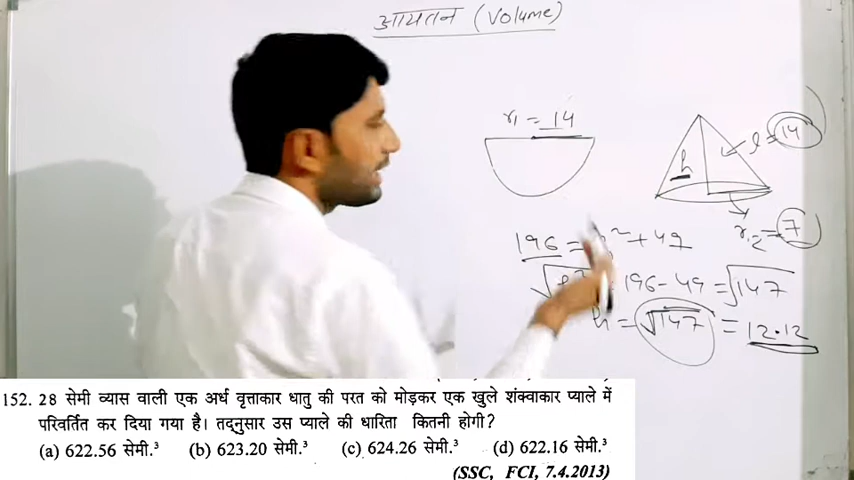 आयतन (Volume)
r₁ = 14
h
l = 14
r₂ = 7
196 = h² + 49
196 - 49 = √147
h = √147 = 12.12
152. 28 सेमी व्यास वाली एक अर्ध वृत्ताकार धातु की परत को मोड़कर एक खुले शंक्वाकार प्याले में
परिवर्तित कर दिया गया है। तद्नुसार उस प्याले की धारिता कितनी होगी?
(a) 622.56 सेमी.³ (b) 623.20 सेमी.³ (c) 624.26 सेमी.³ (d) 622.16 सेमी.³
(SSC, FCI, 7.4.2013)